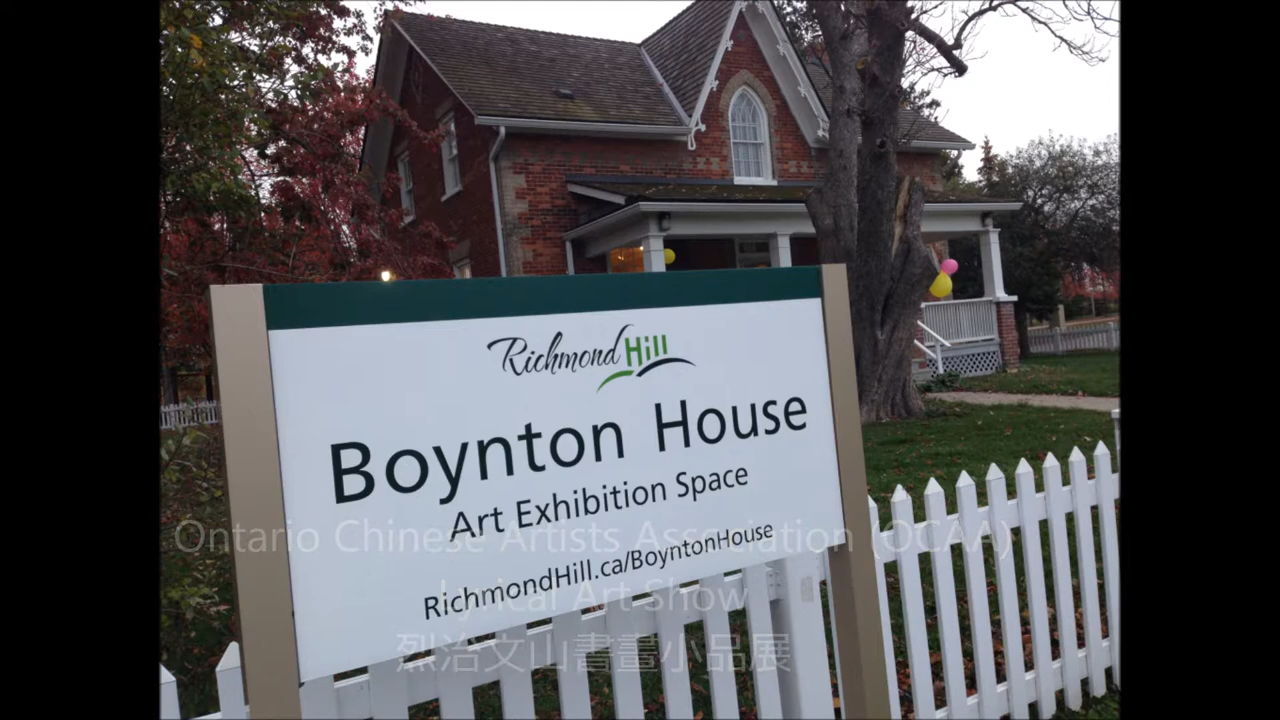 Richmond Hill
Boynton House
Art Exhibition Space
RichmondHill.ca/BoyntonHouse
Ontario Chinese Artists Association (OCAA)
Lyrical Art Show
烈治文山書畫小品展